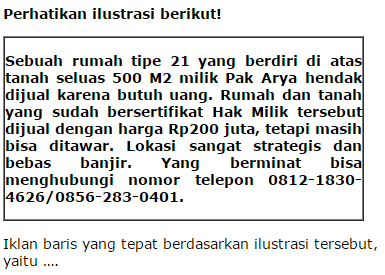 Perhatikan ilustrasi berikut!
Sebuah rumah tipe 21 yang berdiri di atas
tanah seluas 500 M2 milik Pak Arya hendak
dijual karena butuh uang. Rumah dan tanah
yang sudah bersertifikat Hak Milik tersebut
dijual dengan harga Rp200 juta, tetapi masih
bisa ditawar. Lokasi sangat strategis dan
bebas banjir. Yang berminat bisa
menghubungi nomor telepon 0812-1830-
4626/0856-283-0401.
Iklan baris yang tepat berdasarkan ilustrasi tersebut,
yaitu ....